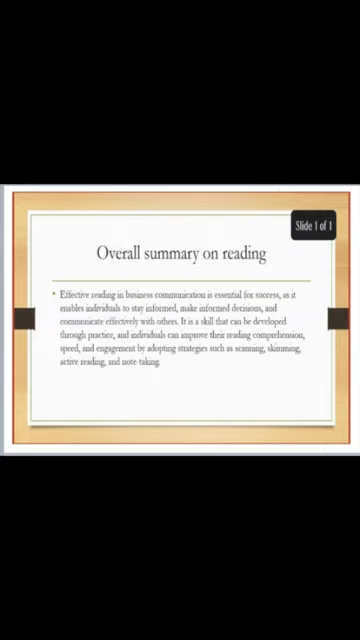 Slide 1 of 1
Overall summary on reading
• Effective reading in business communication is essential for success, as it
enables individuals to stay informed, make informed decisions, and
communicate effectively with others. It is a skill that can be developed
through practice, and individuals can improve their reading comprehension,
speed, and engagement by adopting strategies such as scanning, skimming,
active reading, and note-taking.